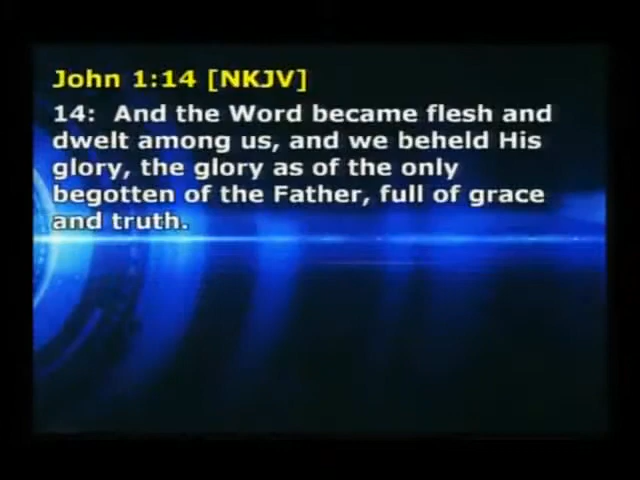 John 1:14 [NKJV]
14:  And the Word became flesh and
dwelt among us, and we beheld His
glory, the glory as of the only
begotten of the Father, full of grace
and truth.